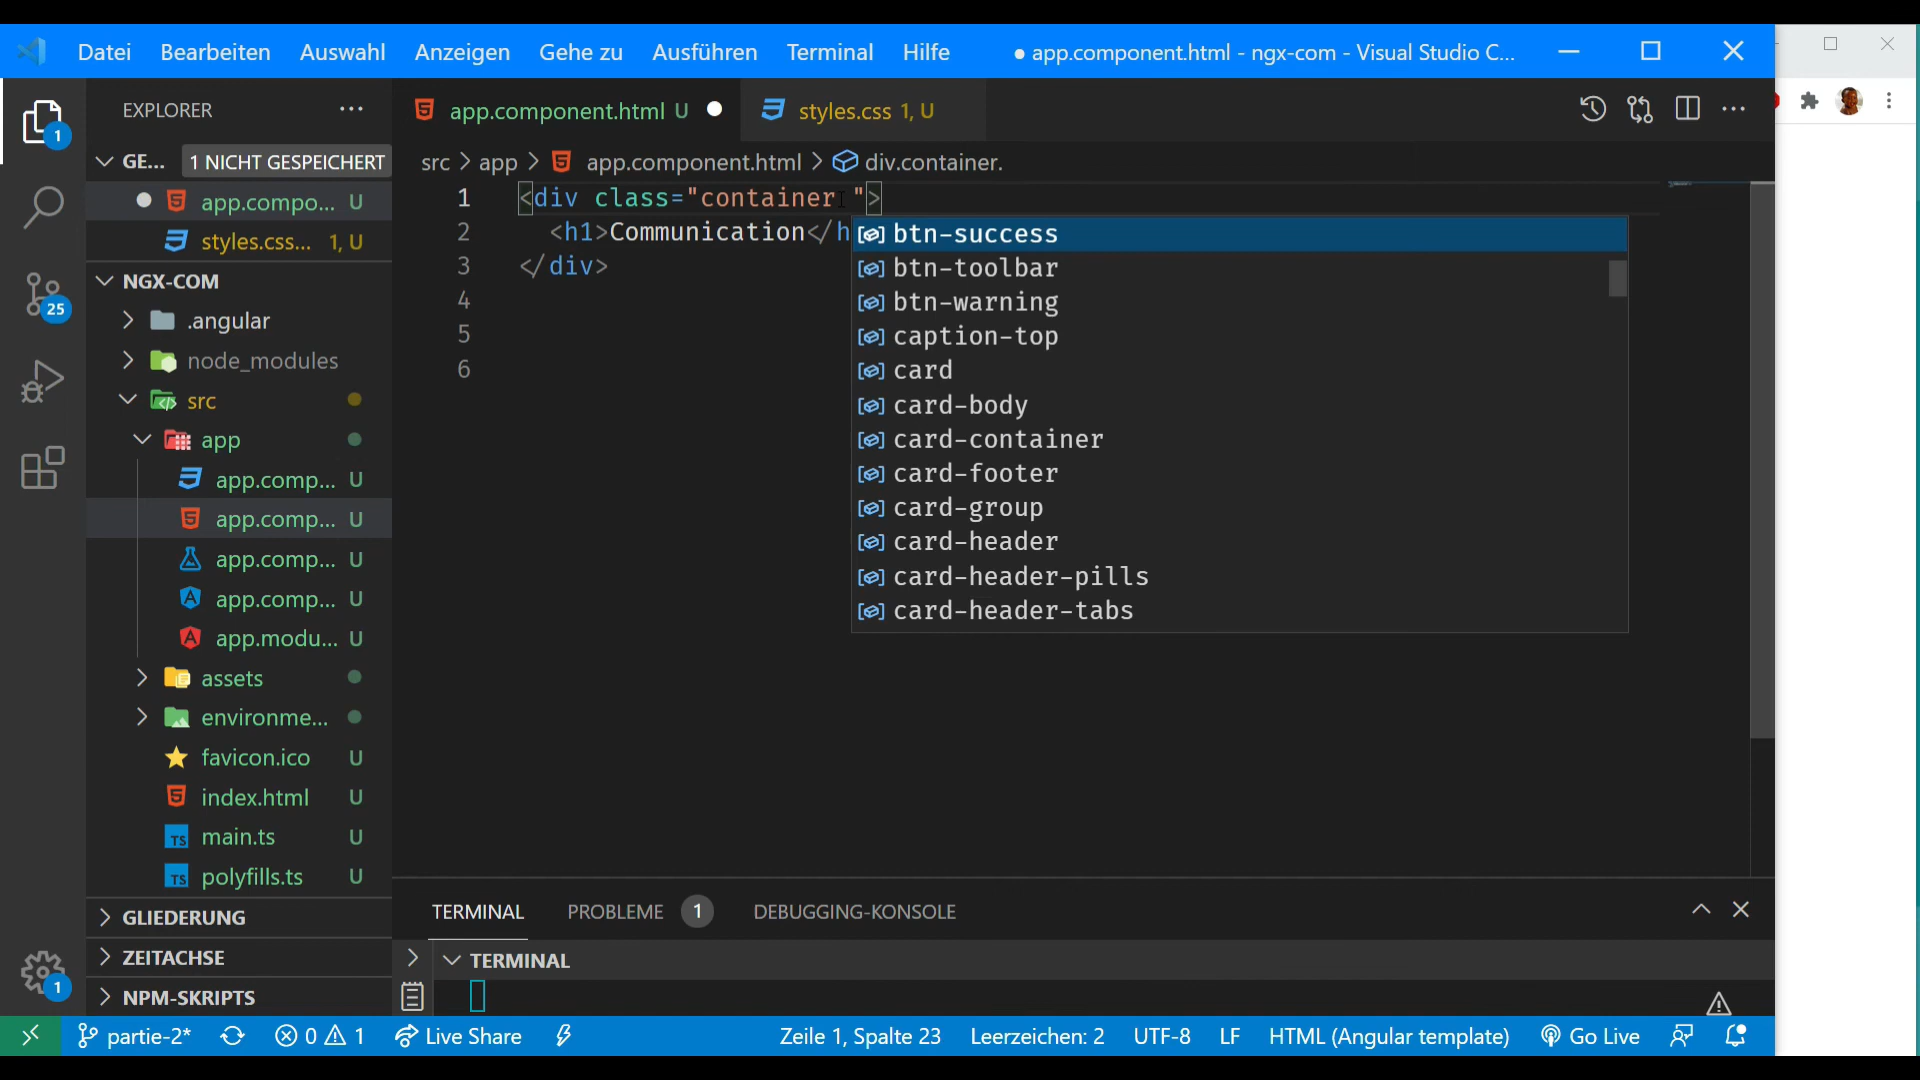 Datei Bearbeiten Auswahl Anzeigen Gehe zu Ausführen Terminal Hilfe ● app.component.html - ngx-com - Visual Studio C...
EXPLORER ···
app.component.html U ● styles.css 1, U
GE... 1 NICHT GESPEICHERT
src > app > app.component.html > div.container.
app.compo... U
styles.css... 1, U
1 <div class="container ">
2 <h1>Communication</h
3 </div>
4
5
6
btn-success
btn-toolbar
btn-warning
caption-top
card
card-body
card-container
card-footer
card-group
card-header
card-header-pills
card-header-tabs
1
25
1
NGX-COM
.angular
node_modules
src
app
app.comp... U
app.comp... U
app.comp... U
app.comp... U
app.modu... U
assets
environme...
favicon.ico U
index.html U
TS main.ts U
TS polyfills.ts U
GLIEDERUNG
ZEITACHSE
NPM-SKRIPTS
TERMINAL PROBLEME 1 DEBUGGING-KONSOLE
TERMINAL
partie-2* 0 1 Live Share Zeile 1, Spalte 23 Leerzeichen: 2 UTF-8 LF HTML (Angular template) Go Live